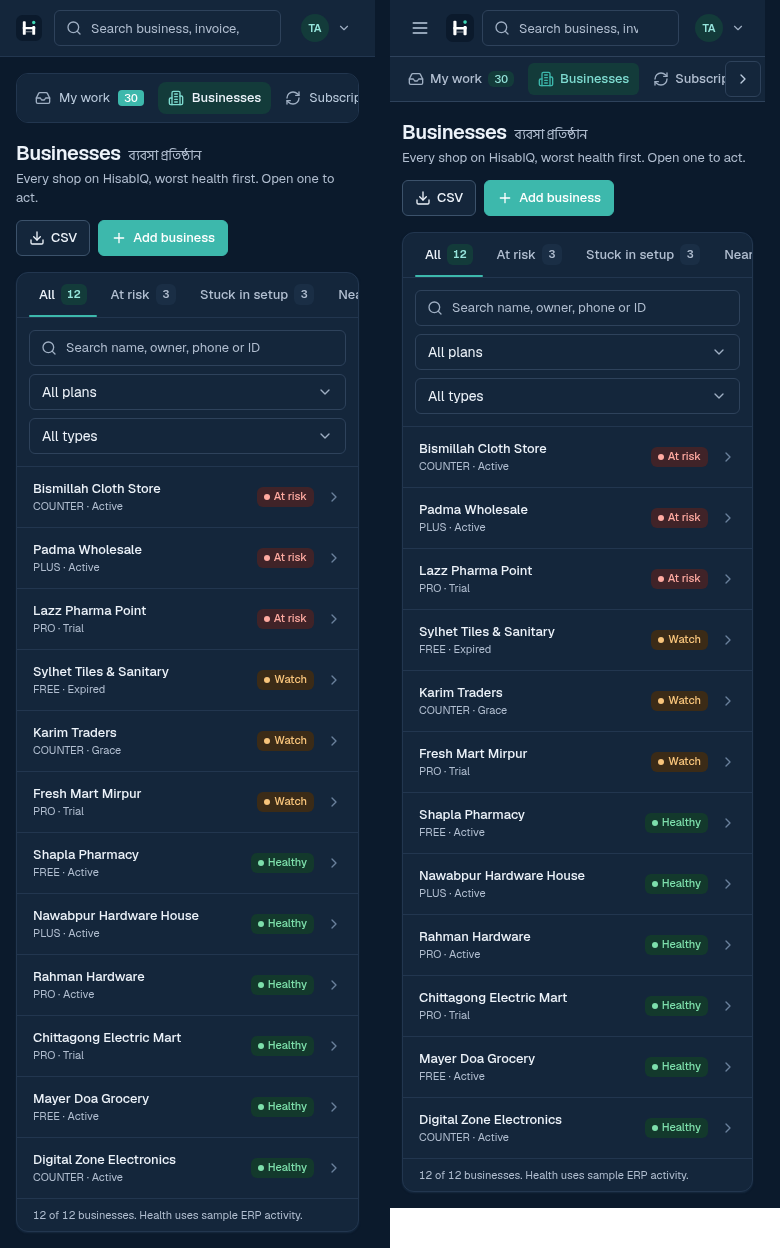 Search business, invoice,
TA
My work 30
Businesses
Subscrip
Businesses ব্যবসা প্রতিষ্ঠান
Every shop on HisabIQ, worst health first. Open one to
act.
CSV
Add business
All 12
At risk 3
Stuck in setup 3
Nea
Search name, owner, phone or ID
All plans
All types
Bismillah Cloth Store
COUNTER · Active
At risk
Padma Wholesale
PLUS · Active
At risk
Lazz Pharma Point
PRO · Trial
At risk
Sylhet Tiles & Sanitary
FREE · Expired
Watch
Karim Traders
COUNTER · Grace
Watch
Fresh Mart Mirpur
PRO · Trial
Watch
Shapla Pharmacy
FREE · Active
Healthy
Nawabpur Hardware House
PLUS · Active
Healthy
Rahman Hardware
PRO · Active
Healthy
Chittagong Electric Mart
PRO · Trial
Healthy
Mayer Doa Grocery
FREE · Active
Healthy
Digital Zone Electronics
COUNTER · Active
Healthy
12 of 12 businesses. Health uses sample ERP activity.
Search business, inv
TA
My work 30
Businesses
Subscrip
Businesses ব্যবসা প্রতিষ্ঠান
Every shop on HisabIQ, worst health first. Open one to act.
CSV
Add business
All 12
At risk 3
Stuck in setup 3
Near
Search name, owner, phone or ID
All plans
All types
Bismillah Cloth Store
COUNTER · Active
At risk
Padma Wholesale
PLUS · Active
At risk
Lazz Pharma Point
PRO · Trial
At risk
Sylhet Tiles & Sanitary
FREE · Expired
Watch
Karim Traders
COUNTER · Grace
Watch
Fresh Mart Mirpur
PRO · Trial
Watch
Shapla Pharmacy
FREE · Active
Healthy
Nawabpur Hardware House
PLUS · Active
Healthy
Rahman Hardware
PRO · Active
Healthy
Chittagong Electric Mart
PRO · Trial
Healthy
Mayer Doa Grocery
FREE · Active
Healthy
Digital Zone Electronics
COUNTER · Active
Healthy
12 of 12 businesses. Health uses sample ERP activity.